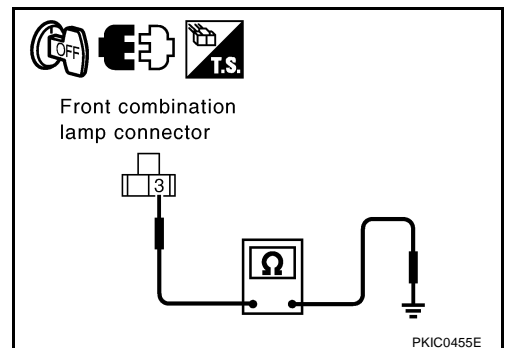 OFF
T.S.
Front combination
lamp connector
3
Ω
PKIC0455E